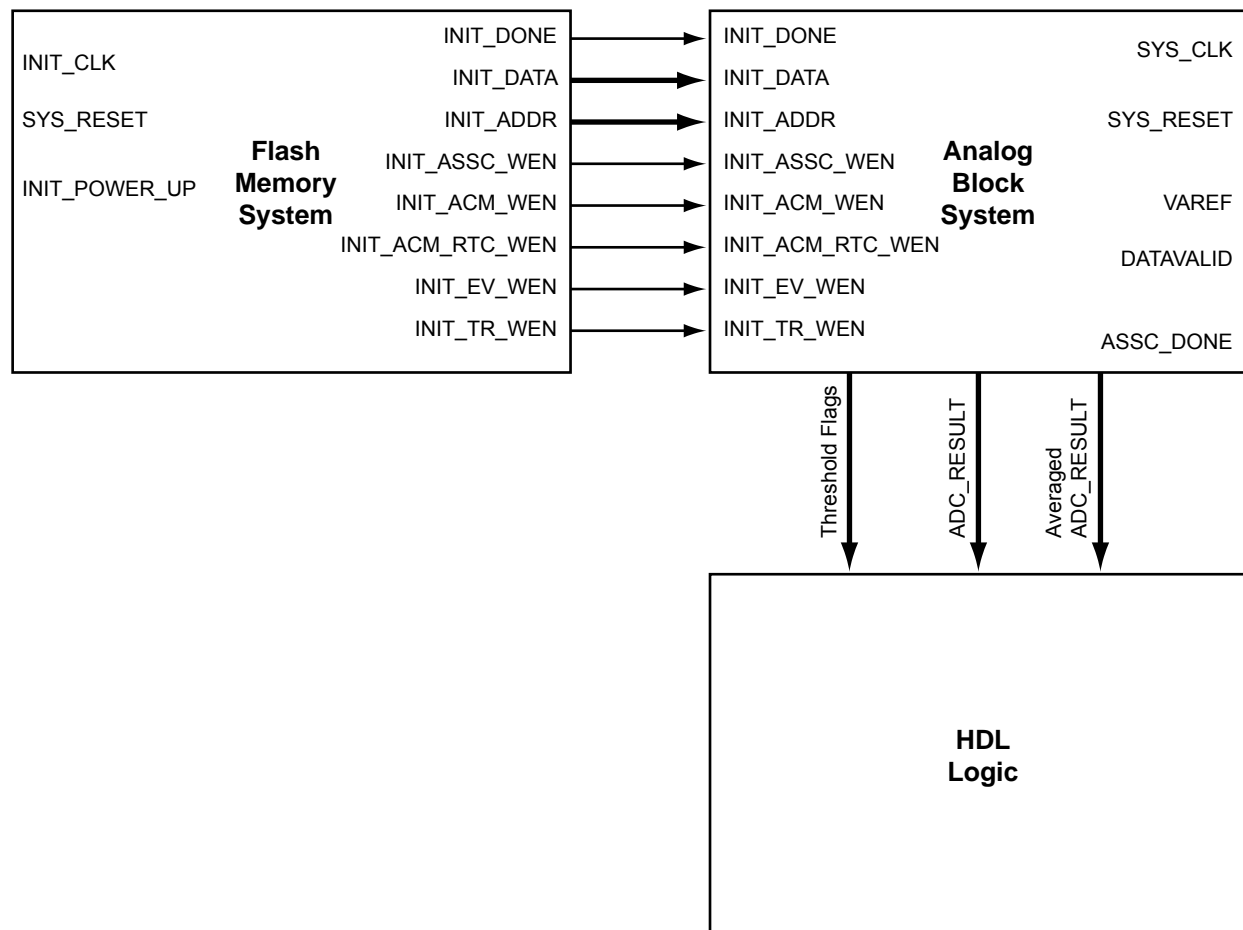 INIT_CLK
SYS_RESET
INIT_POWER_UP
Flash
Memory
System
INIT_DONE
INIT_DATA
INIT_ADDR
INIT_ASSC_WEN
INIT_ACM_WEN
INIT_ACM_RTC_WEN
INIT_EV_WEN
INIT_TR_WEN
INIT_DONE
INIT_DATA
INIT_ADDR
INIT_ASSC_WEN
INIT_ACM_WEN
INIT_ACM_RTC_WEN
INIT_EV_WEN
INIT_TR_WEN
Analog
Block
System
SYS_CLK
SYS_RESET
VAREF
DATAVALID
ASSC_DONE
Threshold Flags
ADC_RESULT
Averaged
ADC_RESULT
HDL
Logic